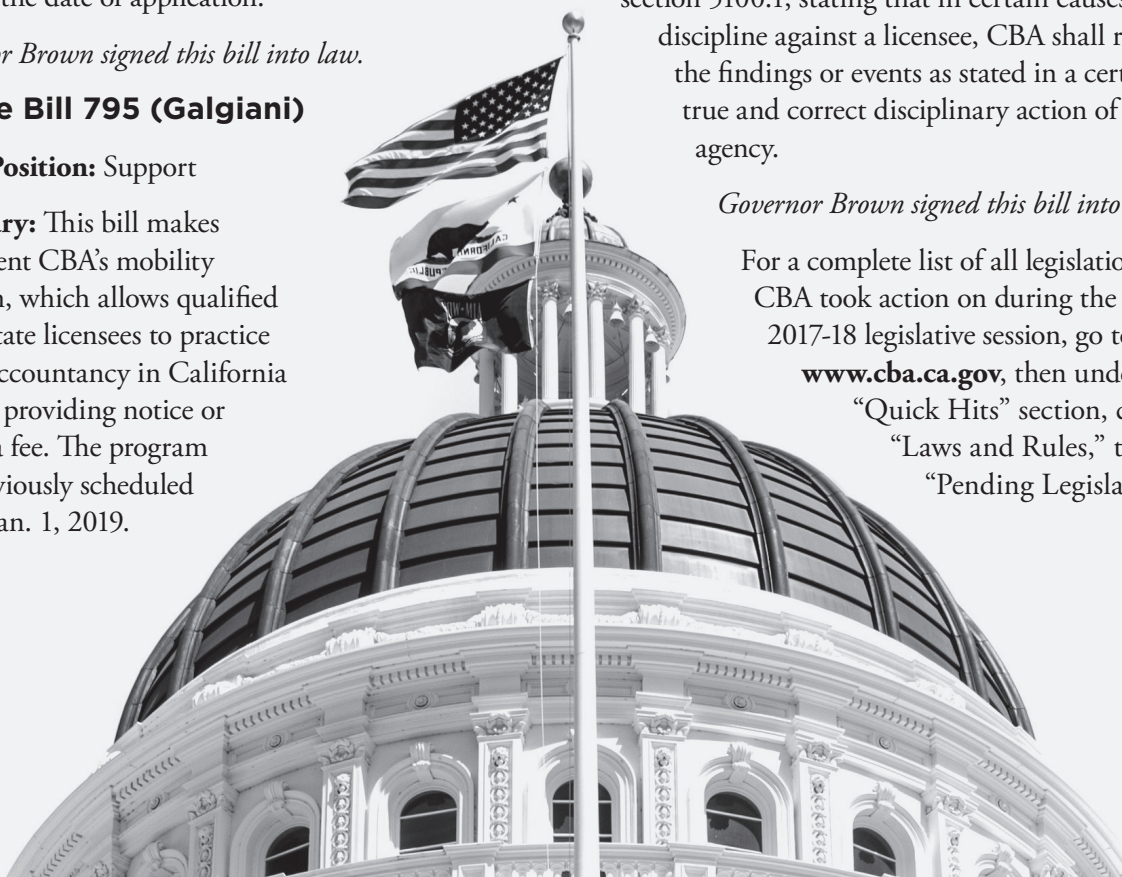 the date of application.
or Brown signed this bill into law.
e Bill 795 (Galgiani)
Position: Support
ry: This bill makes
ent CBA’s mobility
n, which allows qualified
tate licensees to practice
ccountancy in California
providing notice or
a fee. The program
viously scheduled
an. 1, 2019.
section 5100.1, stating that in certain causes
discipline against a licensee, CBA shall r
the findings or events as stated in a cert
true and correct disciplinary action of
agency.
Governor Brown signed this bill into
For a complete list of all legislatio
CBA took action on during the
2017-18 legislative session, go to
www.cba.ca.gov, then unde
“Quick Hits” section, c
“Laws and Rules,” t
“Pending Legisla
CALIFORNIA
POW-MIA